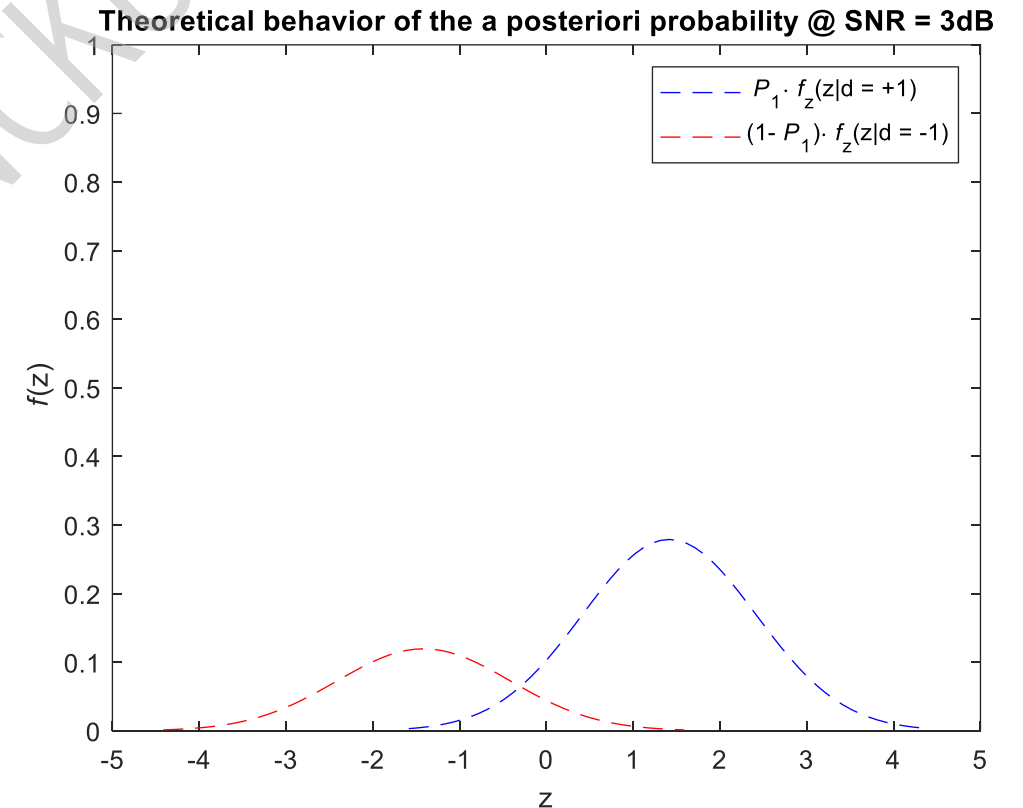 Theoretical behavior of the a posteriori probability @ SNR = 3dB
P1· fz(z|d = +1)
(1- P1)· fz(z|d = -1)
1
0.9
0.8
0.7
0.6
0.5
0.4
0.3
0.2
0.1
0
f(z)
-5 -4 -3 -2 -1 0 1 2 3 4 5
z